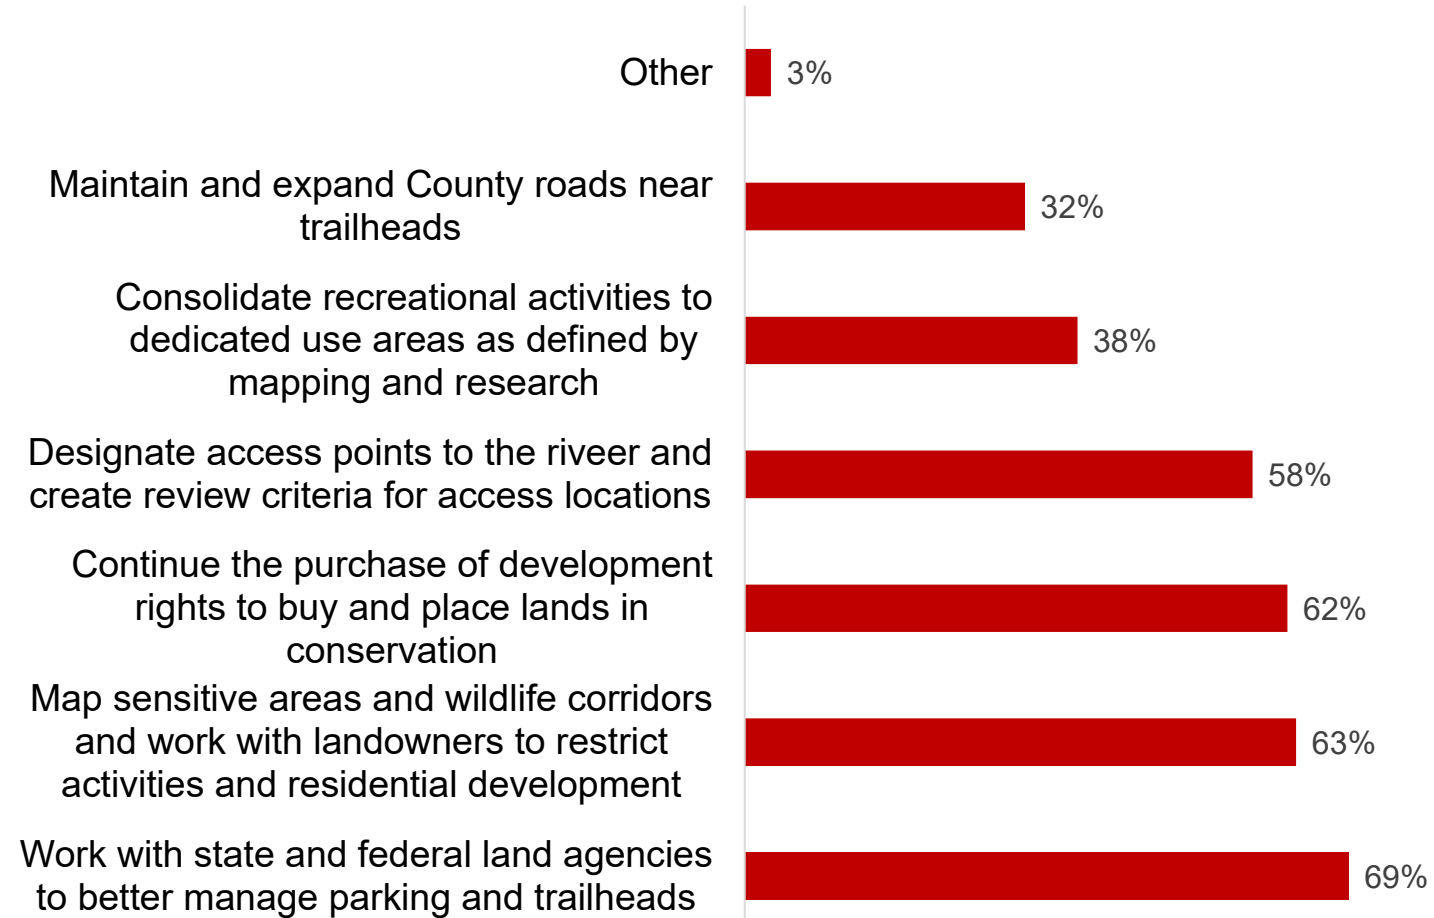 Other
3%
Maintain and expand County roads near
trailheads
32%
Consolidate recreational activities to
dedicated use areas as defined by
mapping and research
38%
Designate access points to the riveer and
create review criteria for access locations
58%
Continue the purchase of development
rights to buy and place lands in
conservation
62%
Map sensitive areas and wildlife corridors
and work with landowners to restrict
activities and residential development
63%
Work with state and federal land agencies
to better manage parking and trailheads
69%